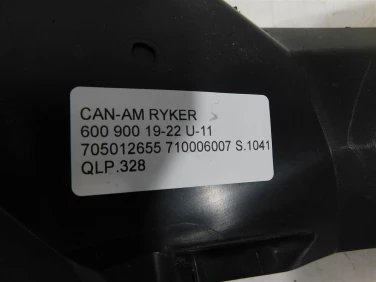 CAN-AM RYKER
600 900 19-22 U-11
705012655 710006007 S.1041
QLP.328